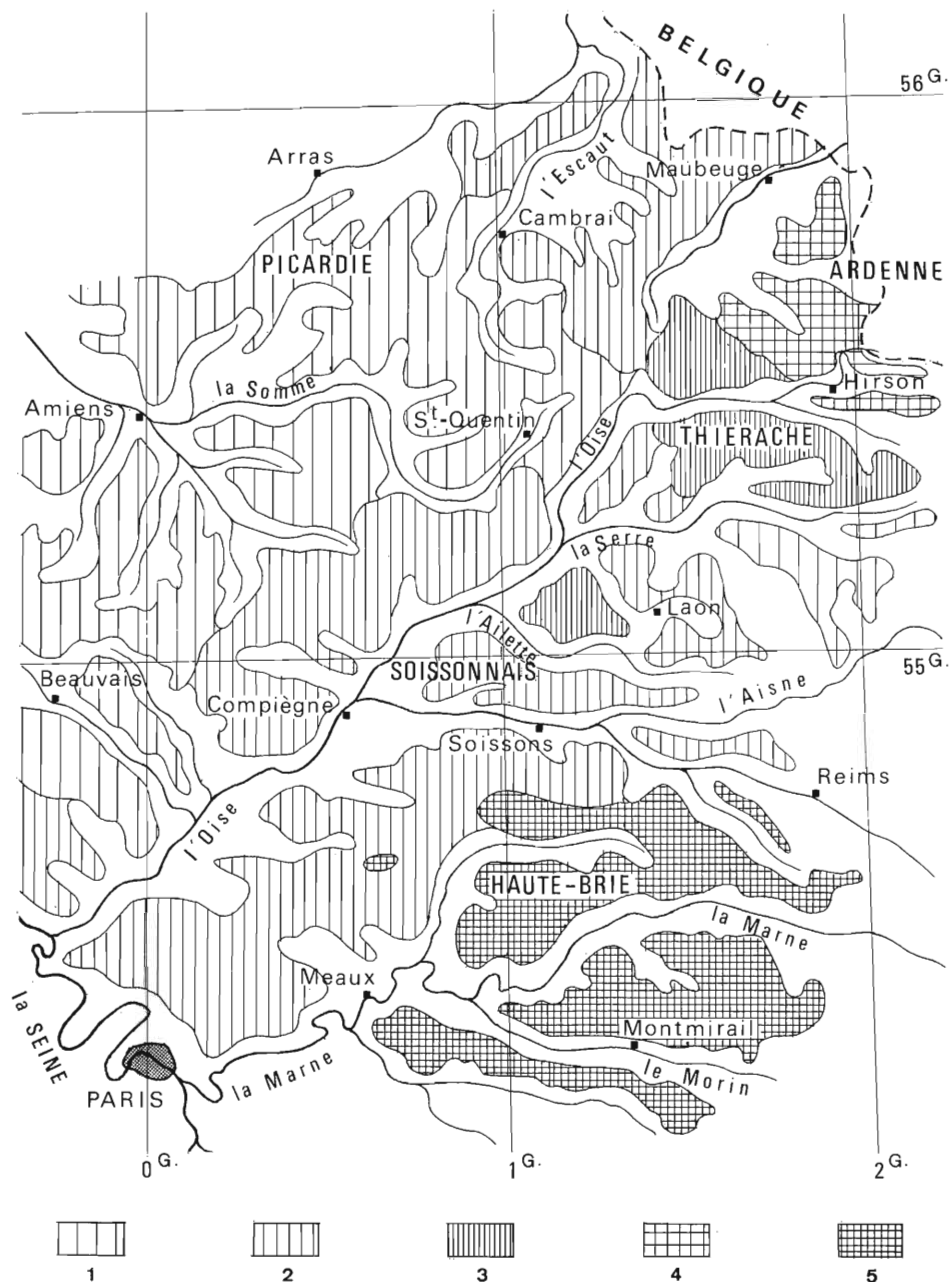 BELGIQUE
56 G.
Arras
l'Escaut
Maubeuge
Cambrai
PICARDIE
ARDENNE
la Somme
Hirson
Amiens
St-Quentin
l'Oise
THIERACHE
la Serre
Laon
l'Ailette
55 G.
Beauvais
SOISSONNAIS
l'Aisne
Compiègne
Soissons
Reims
l'Oise
HAUTE-BRIE
la Marne
Meaux
la SEINE
Montmirail
la Marne
le Morin
PARIS
0 G.
1 G.
2 G.
1 2 3 4 5